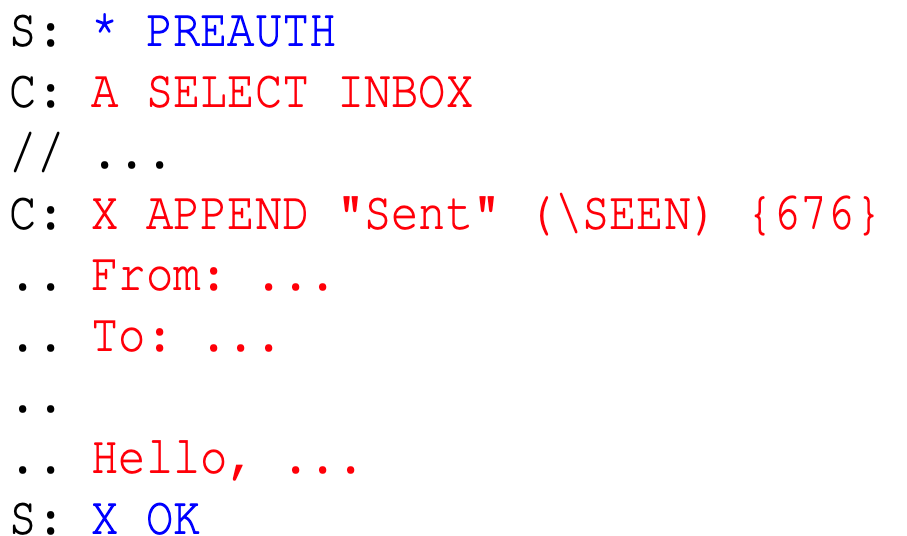 S: * PREAUTH
C: A SELECT INBOX
// ...
C: X APPEND "Sent" (\SEEN) {676}
.. From: ...
.. To: ...
..
.. Hello, ...
S: X OK